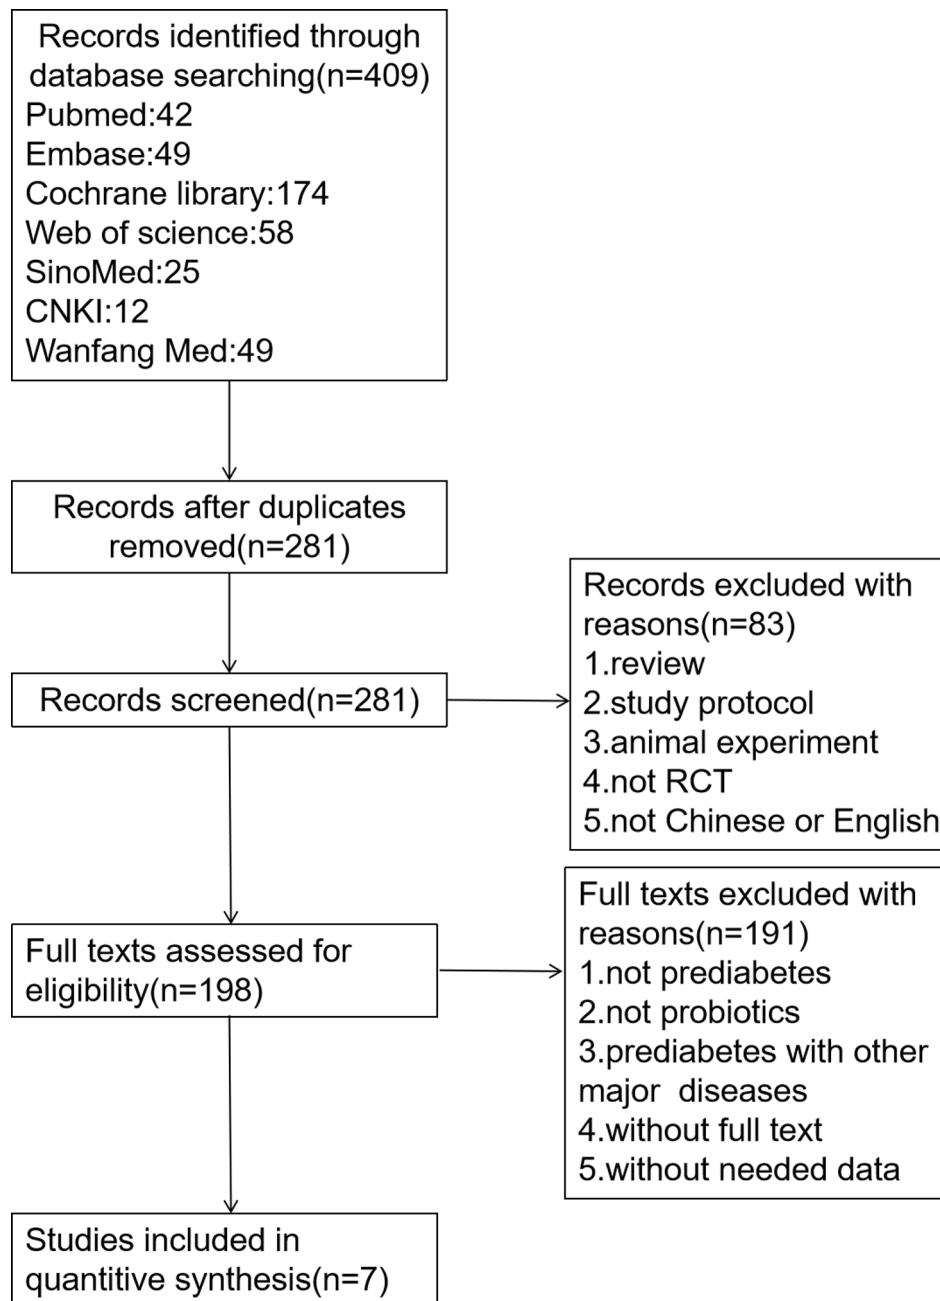 Records identified through
database searching(n=409)
Pubmed:42
Embase:49
Cochrane library:174
Web of science:58
SinoMed:25
CNKI:12
Wanfang Med:49
Records after duplicates
removed(n=281)
Records screened(n=281)
Records excluded with
reasons(n=83)
1.review
2.study protocol
3.animal experiment
4.not RCT
5.not Chinese or English
Full texts assessed for
eligibility(n=198)
Full texts excluded with
reasons(n=191)
1.not prediabetes
2.not probiotics
3.prediabetes with other
major  diseases
4.without full text
5.without needed data
Studies included in
quantitive synthesis(n=7)